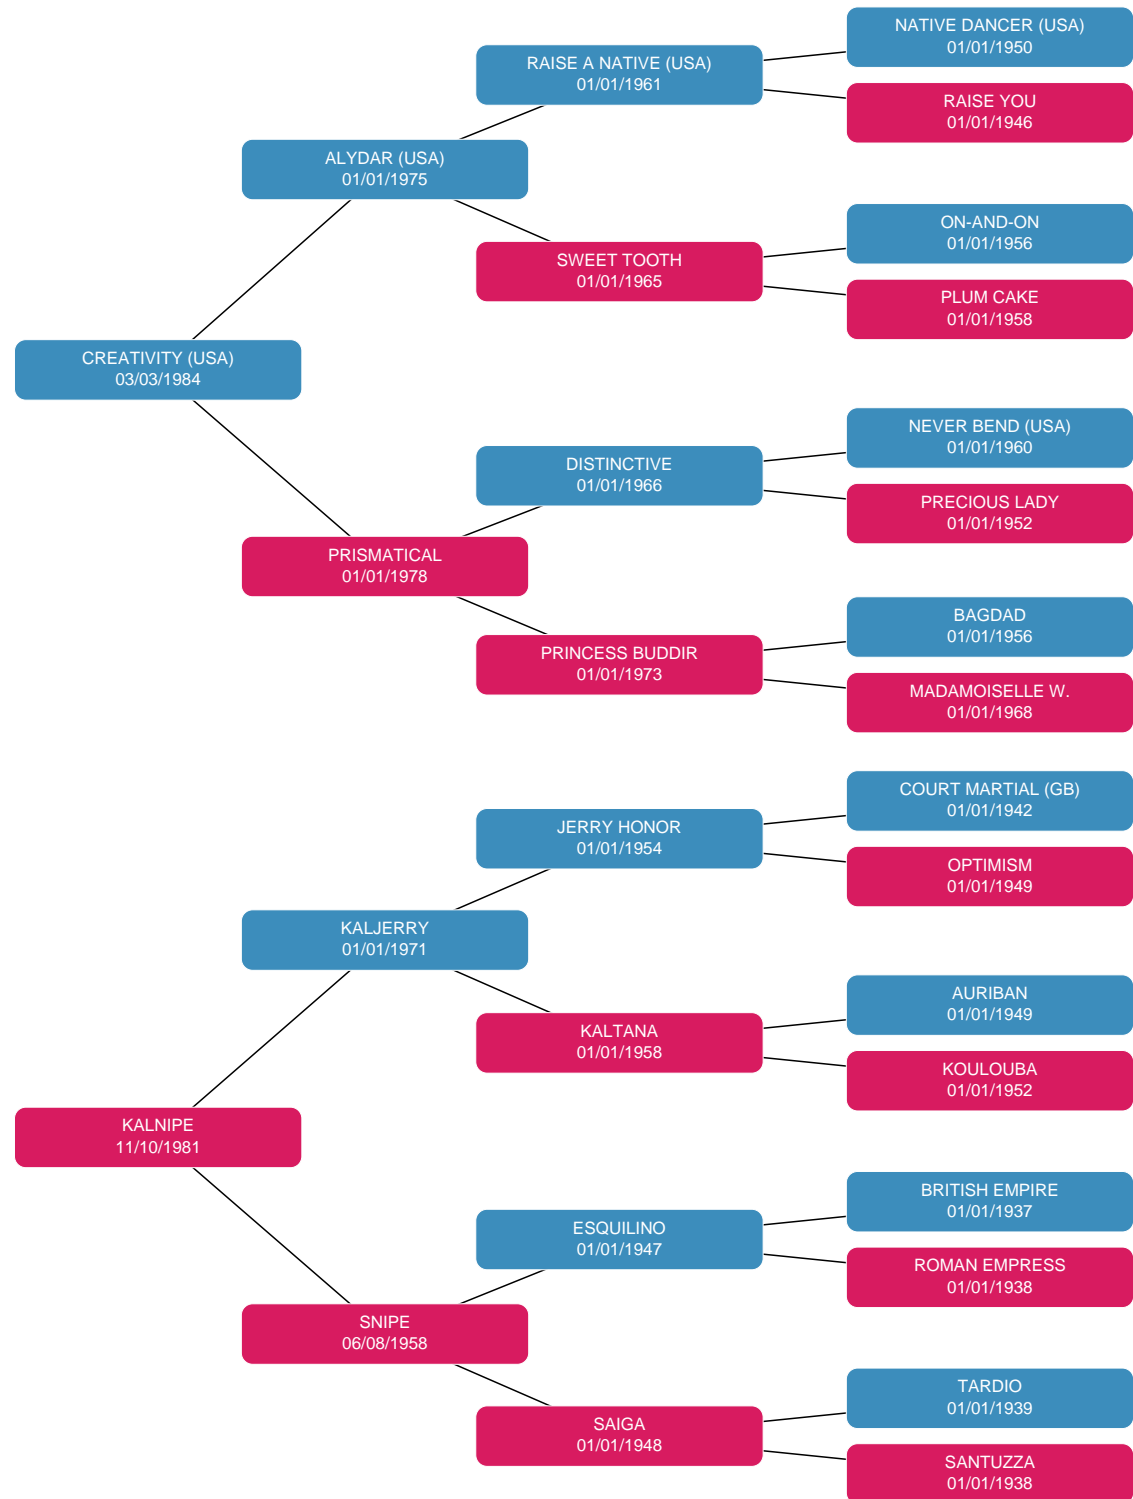 NATIVE DANCER (USA)
01/01/1950
RAISE A NATIVE (USA)
01/01/1961
RAISE YOU
01/01/1946
ALYDAR (USA)
01/01/1975
ON-AND-ON
01/01/1956
SWEET TOOTH
01/01/1965
PLUM CAKE
01/01/1958
CREATIVITY (USA)
03/03/1984
NEVER BEND (USA)
01/01/1960
DISTINCTIVE
01/01/1966
PRECIOUS LADY
01/01/1952
PRISMATICAL
01/01/1978
BAGDAD
01/01/1956
PRINCESS BUDDIR
01/01/1973
MADAMOISELLE W.
01/01/1968
COURT MARTIAL (GB)
01/01/1942
JERRY HONOR
01/01/1954
OPTIMISM
01/01/1949
KALJERRY
01/01/1971
AURIBAN
01/01/1949
KALTANA
01/01/1958
KOULOUBA
01/01/1952
KALNIPE
11/10/1981
BRITISH EMPIRE
01/01/1937
ESQUILINO
01/01/1947
ROMAN EMPRESS
01/01/1938
SNIPE
06/08/1958
TARDIO
01/01/1939
SAIGA
01/01/1948
SANTUZZA
01/01/1938